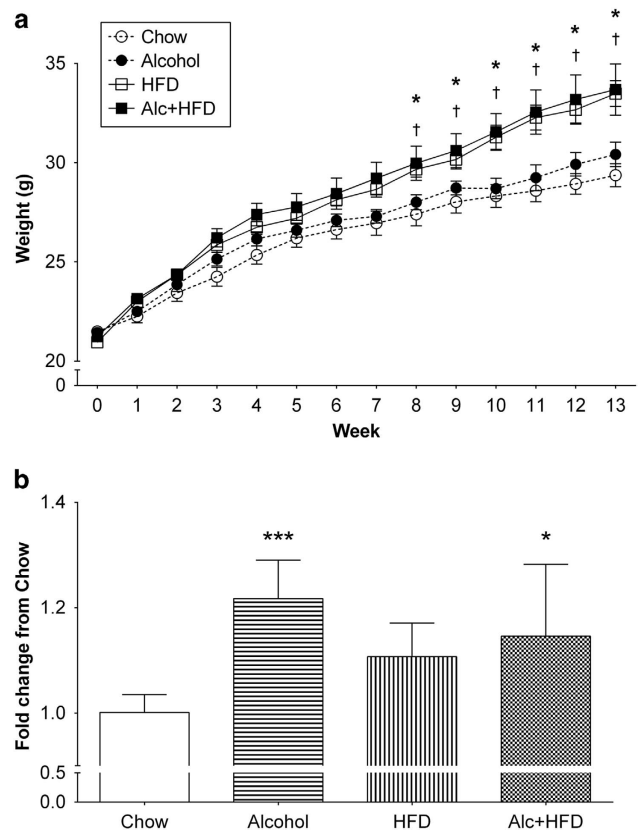 a
Chow
Alcohol
HFD
Alc+HFD
* * * * * *
† † † † † †
35
30
25
20
0
Weight (g)
0 1 2 3 4 5 6 7 8 9 10 11 12 13
Week
b
1.4
1.2
1.0
0.5
0.0
Fold change from Chow
*** *
Chow Alcohol HFD Alc+HFD